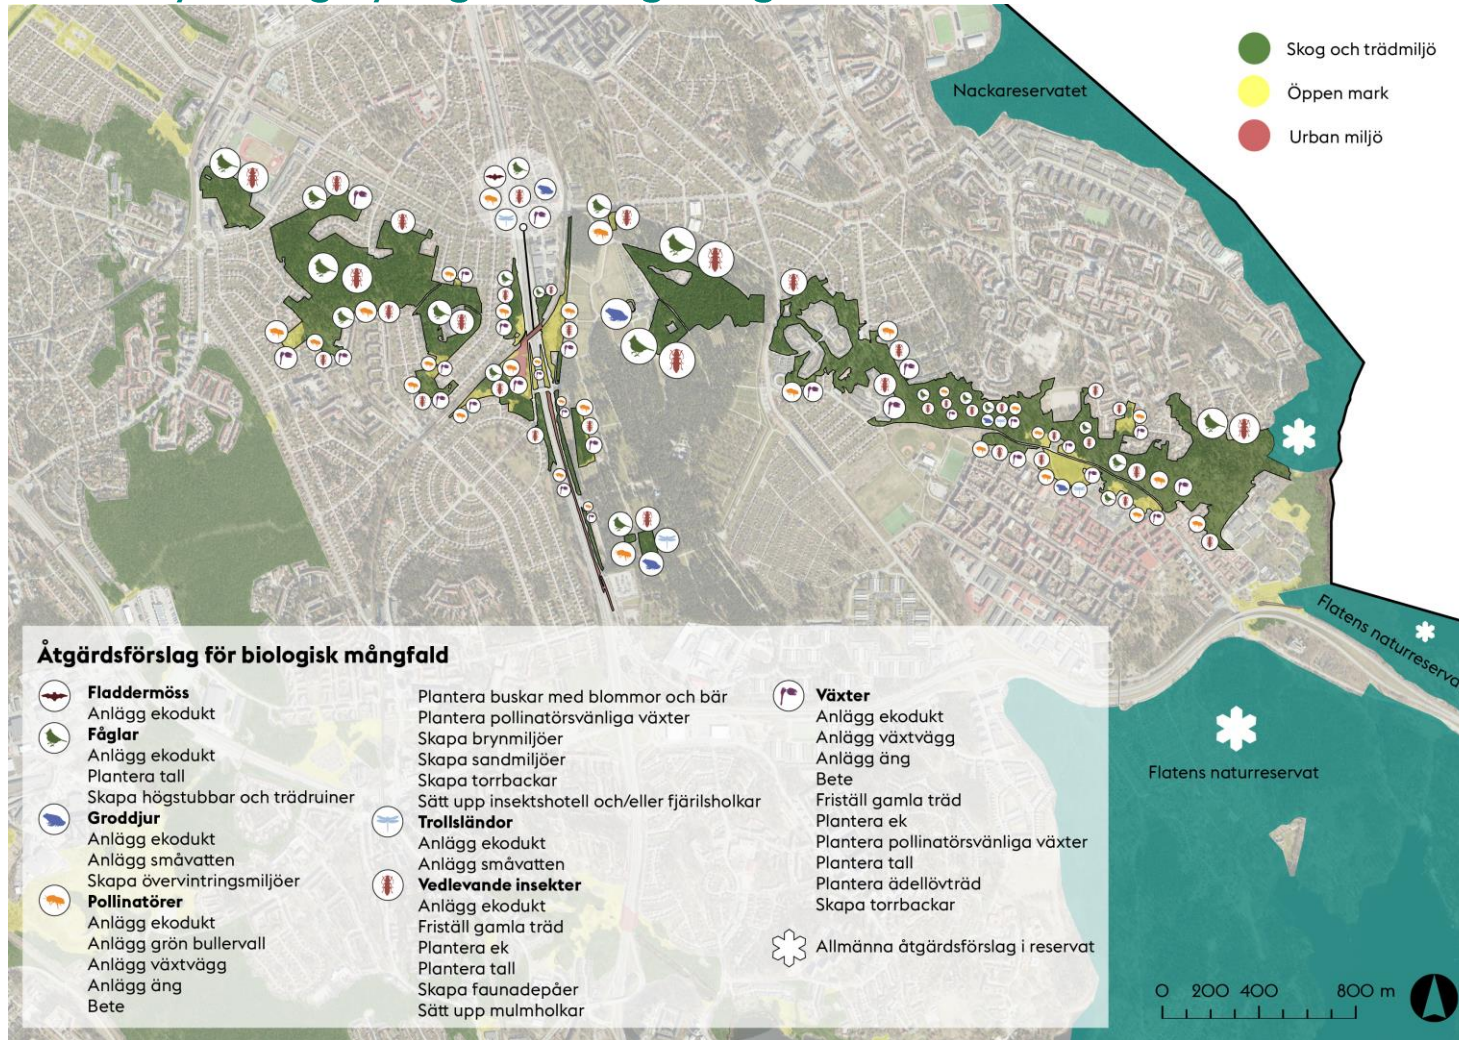 Nackareservatet
Skog och trädmiljö
Öppen mark
Urban miljö
Flatens naturreserva
Flatens naturreservat
Åtgärdsförslag för biologisk mångfald
Fladdermöss
Anlägg ekodukt
Fåglar
Anlägg ekodukt
Plantera tall
Skapa högstubbar och trädruiner
Groddjur
Anlägg ekodukt
Anlägg småvatten
Skapa övervintringsmiljöer
Pollinatörer
Anlägg ekodukt
Anlägg grön bullervall
Anlägg växtvägg
Anlägg äng
Bete
Plantera buskar med blommor och bär
Plantera pollinatörsvänliga växter
Skapa brynmiljöer
Skapa sandmiljöer
Skapa torrbackar
Sätt upp insektshotell och/eller fjärilsholkar
Trollsländor
Anlägg ekodukt
Anlägg småvatten
Vedlevande insekter
Anlägg ekodukt
Friställ gamla träd
Plantera ek
Plantera tall
Skapa faunadepåer
Sätt upp mulmholkar
Växter
Anlägg ekodukt
Anlägg växtvägg
Anlägg äng
Bete
Friställ gamla träd
Plantera ek
Plantera pollinatörsvänliga växter
Plantera tall
Plantera ädellövträd
Skapa torrbackar
Allmänna åtgärdsförslag i reservat
0 200 400 800 m